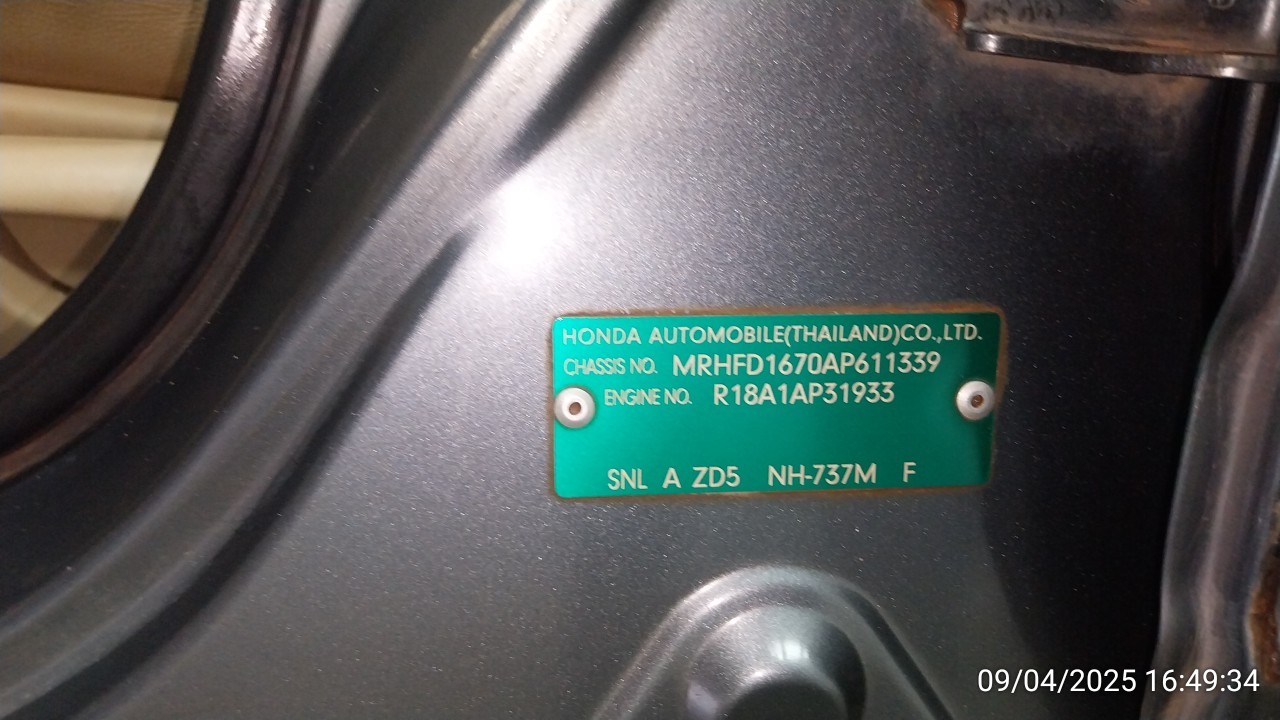 HONDA AUTOMOBILE(THAILAND)CO.,LTD.
CHASSIS NO. MRHFD1670AP611339
ENGINE NO. R18A1AP31933
SNL A ZD5 NH-737M F
09/04/2025 16:49:34